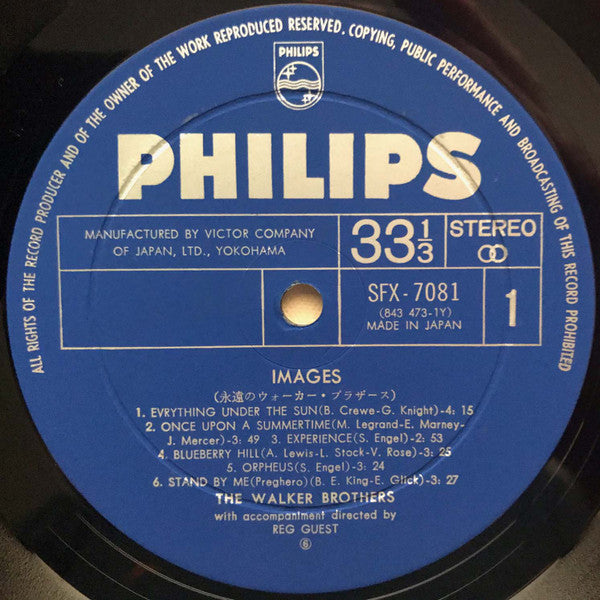 ALL RIGHTS OF THE RECORD PRODUCER AND OF THE OWNER OF THE WORK REPRODUCED RESERVED. COPYING, PUBLIC PERFORMANCE AND BROADCASTING OF THIS RECORD PROHIBITED
PHILIPS
PHILIPS
MANUFACTURED BY VICTOR COMPANY
OF JAPAN, LTD., YOKOHAMA
33 1/3
STEREO
SFX-7081
(843 473-1Y)
MADE IN JAPAN
1
IMAGES
(永遠のウォーカー・ブラザース)
1. EVRYTHING UNDER THE SUN(B. Crewe-G. Knight)-4: 15
2. ONCE UPON A SUMMERTIME(M. Legrand-E. Marney-
J. Mercer)-3: 49 3. EXPERIENCE(S. Engel)-2: 53
4. BLUEBERRY HILL(A. Lewis-L. Stock-V. Rose)-3: 25
5. ORPHEUS(S. Engel)-3: 24
6. STAND BY ME(Preghero)(B. E. King-E. Glick)-3: 27
THE WALKER BROTHERS
with accompaniment directed by
REG GUEST
⑥